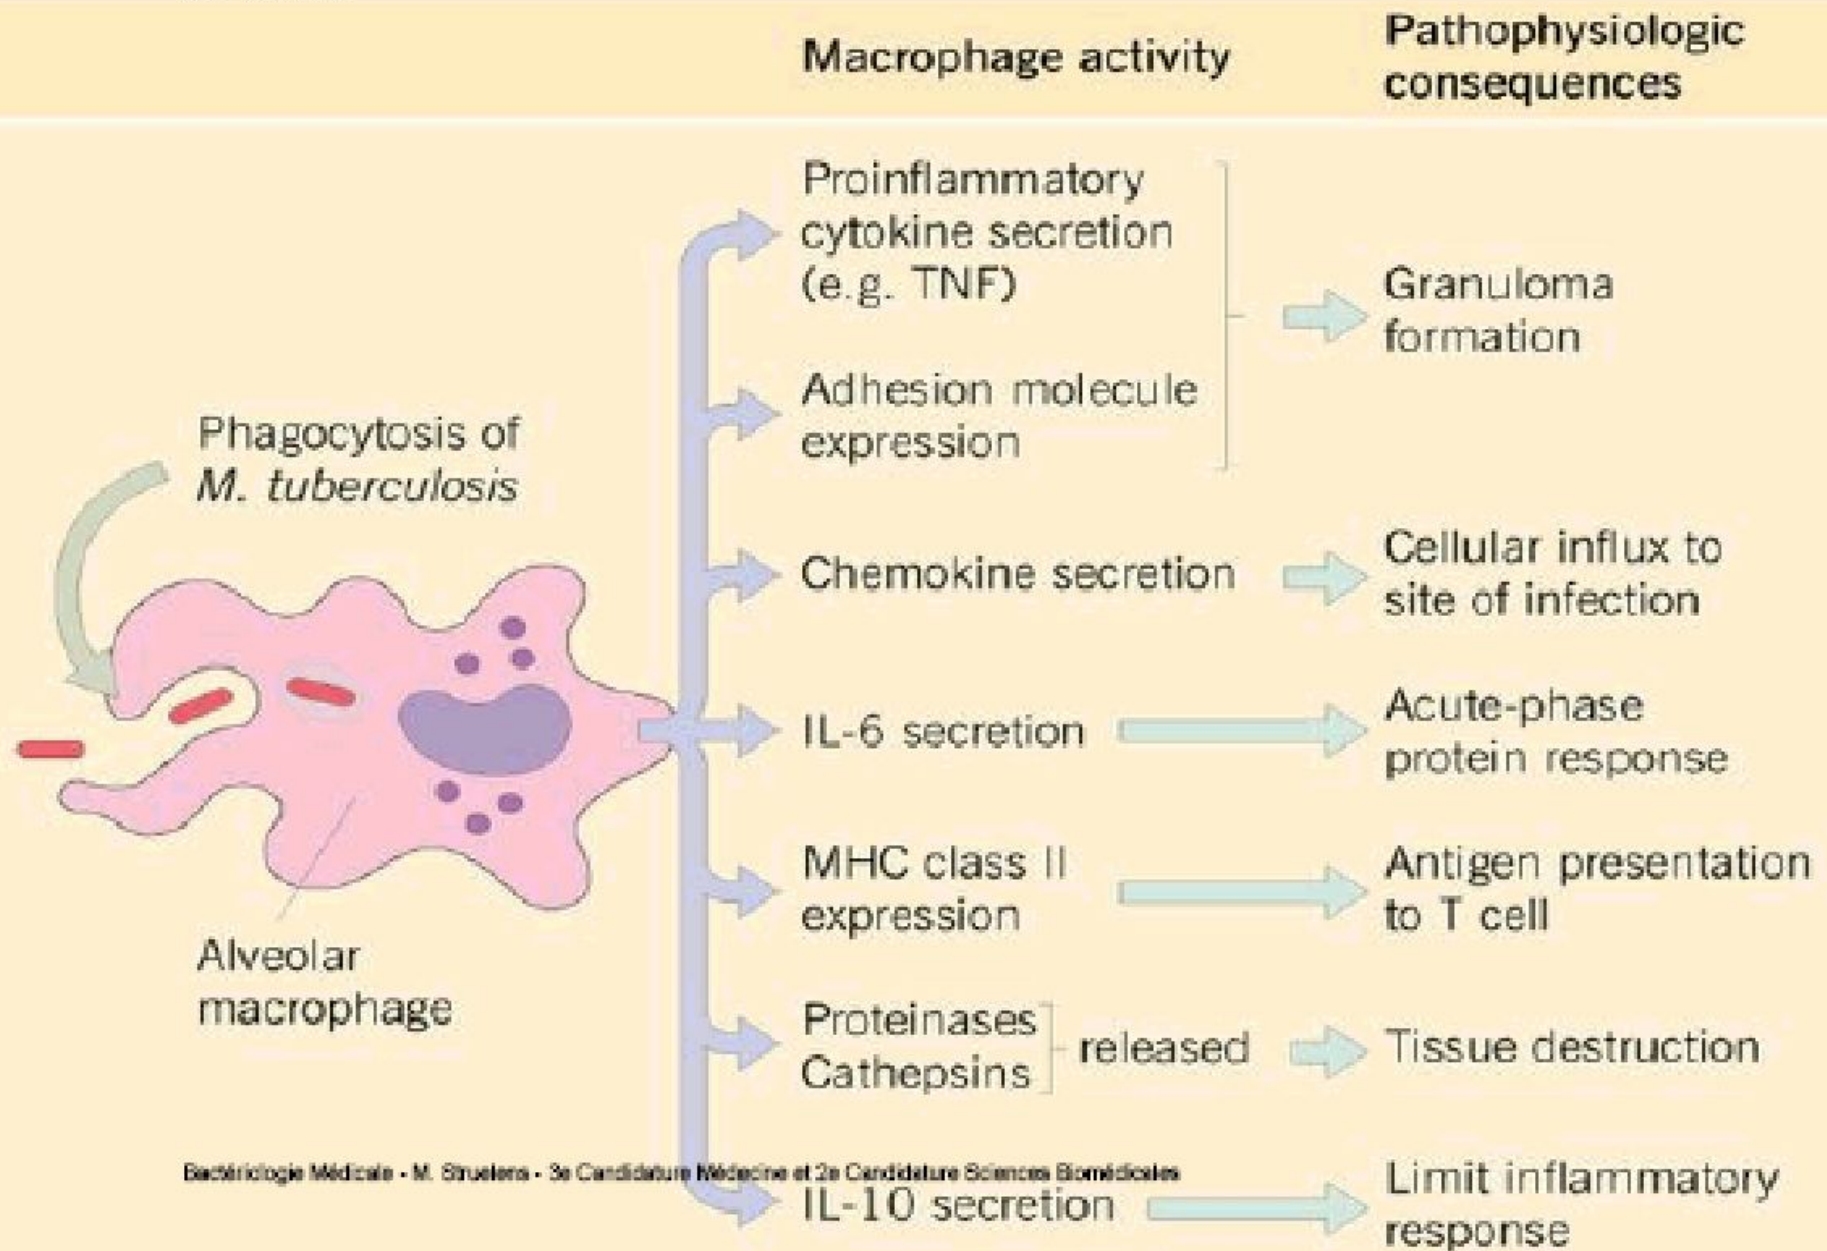 Macrophage activity
Pathophysiologic
consequences
Proinflammatory
cytokine secretion
(e.g. TNF)
Granuloma
formation
Adhesion molecule
expression
Phagocytosis of
M. tuberculosis
Chemokine secretion
Cellular influx to
site of infection
IL-6 secretion
Acute-phase
protein response
MHC class II
expression
Antigen presentation
to T cell
Alveolar
macrophage
Proteinases
Cathepsins
released
Tissue destruction
Bactériologie Médicale - M. Struelens - 3e Candidature Médecine et 2e Candidature Sciences Biomédicales
IL-10 secretion
Limit inflammatory
response